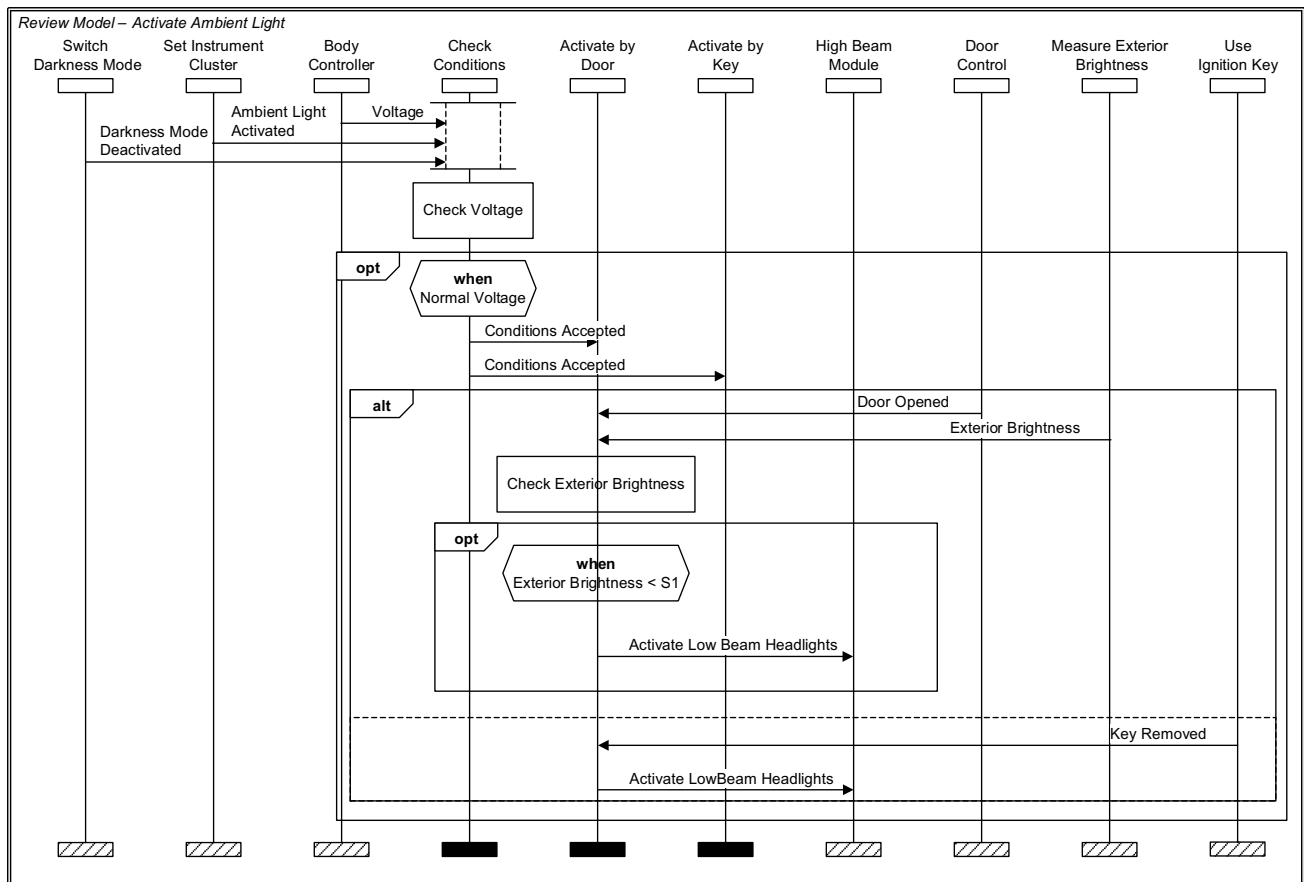 Review Model – Activate Ambient Light
Switch
Darkness Mode
Set Instrument
Cluster
Body
Controller
Check
Conditions
Activate by
Door
Activate by
Key
High Beam
Module
Door
Control
Measure Exterior
Brightness
Use
Ignition Key
Voltage
Ambient Light
Activated
Darkness Mode
Deactivated
Check Voltage
opt
when
Normal Voltage
Conditions Accepted
Conditions Accepted
alt
Door Opened
Exterior Brightness
Check Exterior Brightness
opt
when
Exterior Brightness < S1
Activate Low Beam Headlights
Key Removed
Activate LowBeam Headlights